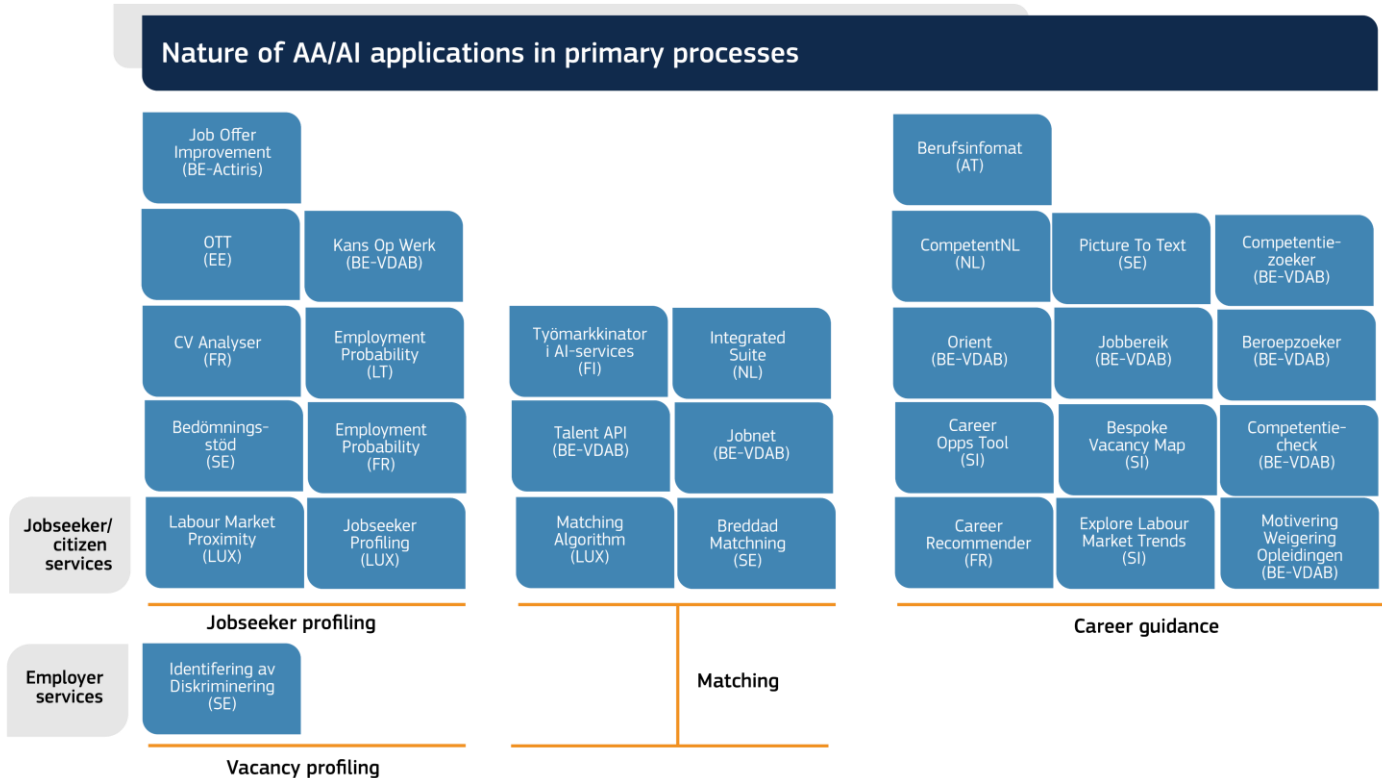 Nature of AA/AI applications in primary processes
Job Offer
Improvement
(BE-Actiris)
OTT
(EE)
Kans Op Werk
(BE-VDAB)
CV Analyser
(FR)
Employment
Probability
(LT)
Bedömnings-
stöd
(SE)
Employment
Probability
(FR)
Labour Market
Proximity
(LUX)
Jobseeker
Profiling
(LUX)
Jobseeker/
citizen
services
Jobseeker profiling
Työmarkkinator
i AI-services
(FI)
Integrated
Suite
(NL)
Talent API
(BE-VDAB)
Jobnet
(BE-VDAB)
Matching
Algorithm
(LUX)
Breddad
Matchning
(SE)
Matching
Berufsinfomat
(AT)
CompetentNL
(NL)
Picture To Text
(SE)
Competentie-
zoeker
(BE-VDAB)
Orient
(BE-VDAB)
Jobbereik
(BE-VDAB)
Beroepzoeker
(BE-VDAB)
Career
Opps Tool
(SI)
Bespoke
Vacancy Map
(SI)
Competentie-
check
(BE-VDAB)
Career
Recommender
(FR)
Explore Labour
Market Trends
(SI)
Motivering
Weigering
Opleidingen
(BE-VDAB)
Career guidance
Employer
services
Identifering av
Diskriminering
(SE)
Vacancy profiling